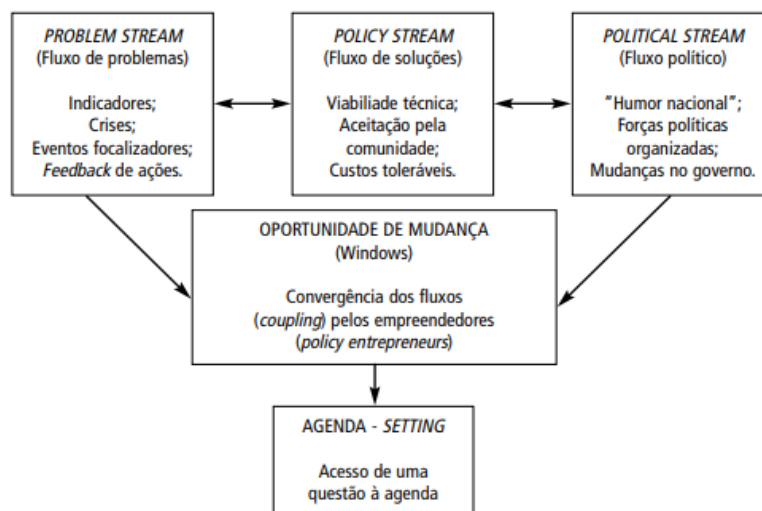 PROBLEM STREAM
(Fluxo de problemas)
Indicadores;
Crises;
Eventos focalizadores;
Feedback de ações.
POLICY STREAM
(Fluxo de soluções)
Viabiliade técnica;
Aceitação pela
comunidade;
Custos toleráveis.
POLITICAL STREAM
(Fluxo político)
"Humor nacional";
Forças políticas
organizadas;
Mudanças no governo.
OPORTUNIDADE DE MUDANÇA
(Windows)
Convergência dos fluxos
(coupling) pelos empreendedores
(policy entrepreneurs)
AGENDA - SETTING
Acesso de uma
questão à agenda